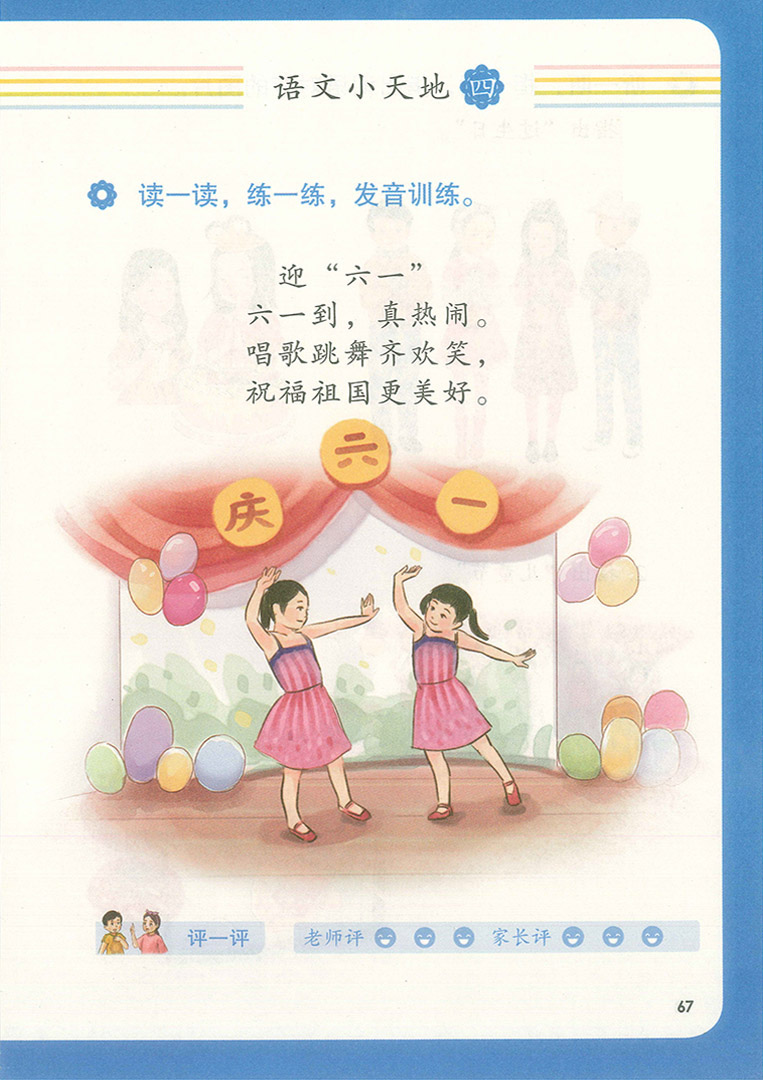 语文小天地 四
读一读，练一练，发音训练。
迎“六一”
六一到，真热闹。
唱歌跳舞齐欢笑，
祝福祖国更美好。
庆六一
评一评 老师评 家长评
67